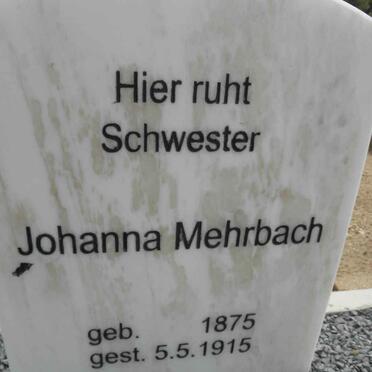 Hier ruht
Schwester
Johanna Mehrbach
geb. 1875
gest. 5.5.1915